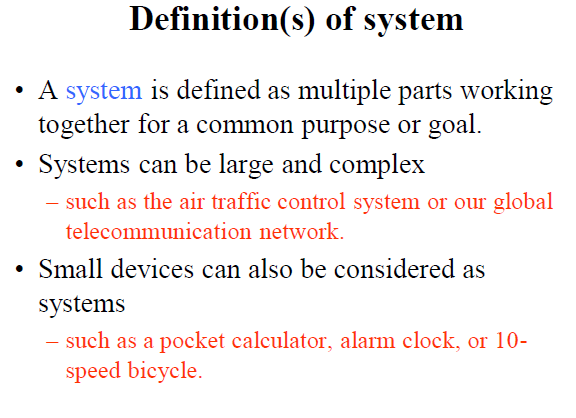 Definition(s) of system
• A system is defined as multiple parts working
together for a common purpose or goal.
• Systems can be large and complex
– such as the air traffic control system or our global
telecommunication network.
• Small devices can also be considered as
systems
– such as a pocket calculator, alarm clock, or 10-
speed bicycle.